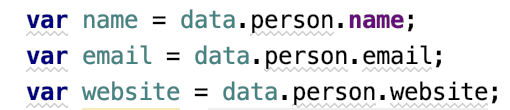 var name = data.person.name;
var email = data.person.email;
var website = data.person.website;